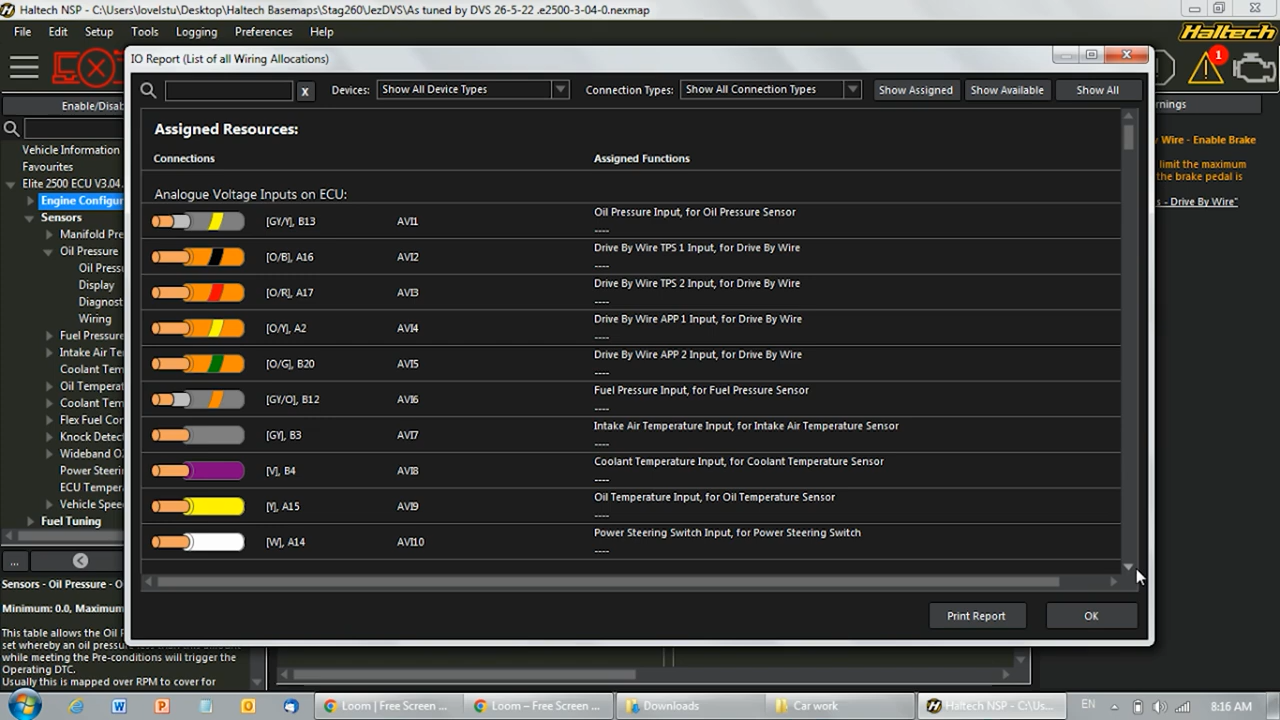 Haltech NSP - C:\Users\lovelstu\Desktop\Haltech Basemaps\Stag260\JezDVS\As tuned by DVS 26-5-22 .e2500-3-04-0.nexmap
File Edit Setup Tools Logging Preferences Help
Haltech
IO Report (List of all Wiring Allocations)
1
x Devices: Show All Device Types Connection Types: Show All Connection Types Show Assigned Show Available Show All
Enable/Disab
rnings
Assigned Resources:
Connections Assigned Functions
Analogue Voltage Inputs on ECU:
[GY/Y], B13 AVI1 Oil Pressure Input, for Oil Pressure Sensor
----
[O/B], A16 AVI2 Drive By Wire TPS 1 Input, for Drive By Wire
----
[O/R], A17 AVI3 Drive By Wire TPS 2 Input, for Drive By Wire
----
[O/Y], A2 AVI4 Drive By Wire APP 1 Input, for Drive By Wire
----
[O/G], B20 AVI5 Drive By Wire APP 2 Input, for Drive By Wire
----
[GY/O], B12 AVI6 Fuel Pressure Input, for Fuel Pressure Sensor
----
[GY], B3 AVI7 Intake Air Temperature Input, for Intake Air Temperature Sensor
----
[V], B4 AVI8 Coolant Temperature Input, for Coolant Temperature Sensor
----
[Y], A15 AVI9 Oil Temperature Input, for Oil Temperature Sensor
----
[W], A14 AVI10 Power Steering Switch Input, for Power Steering Switch
----
Print Report OK
Vehicle Information
Favourites
Elite 2500 ECU V3.04.
Engine Configur
Sensors
Manifold Pre
Oil Pressure
Oil Pressu
Display
Diagnost
Wiring
Fuel Pressure
Intake Air Te
Coolant Tem
Oil Temperat
Coolant Tem
Flex Fuel Cor
Knock Detect
Wideband O
Power Steerin
ECU Tempera
Vehicle Spee
Fuel Tuning
...
Sensors - Oil Pressure - O
Minimum: 0.0, Maximum
This table allows the Oil P
set whereby an oil pressure less than this amount
while meeting the Pre-conditions will trigger the
Operating DTC.
Usually this is mapped over RPM to cover for
y Wire - Enable Brake
limit the maximum
the brake pedal is
s - Drive By Wire"
Loom | Free Screen ... Loom – Free Screen ... Downloads Car work Haltech NSP - C:\Us... EN 8:16 AM